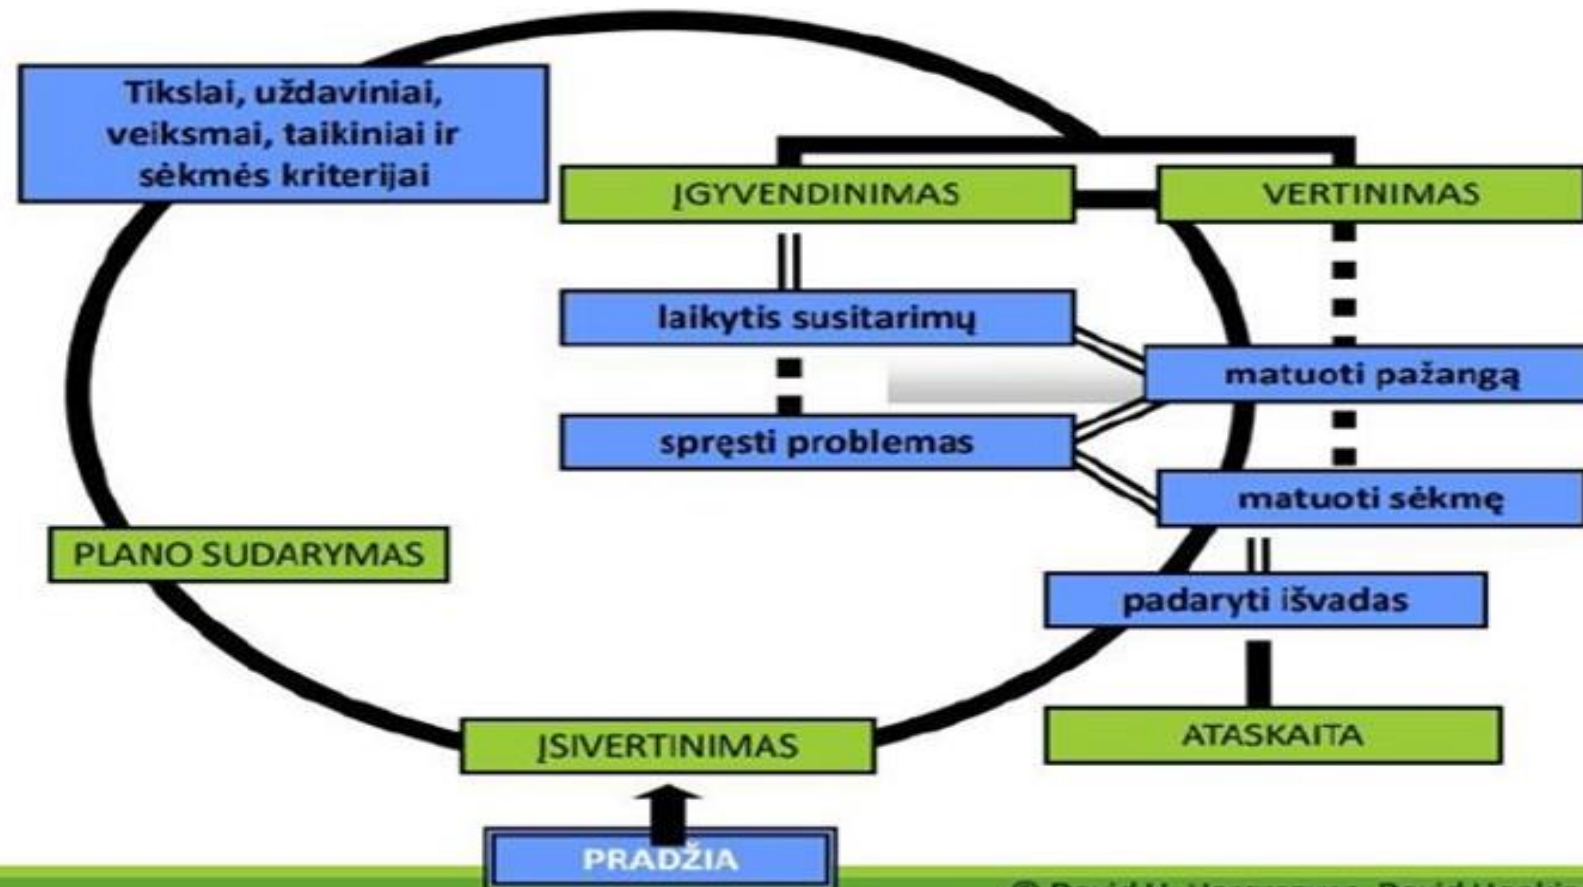 Tikslai, uždaviniai,
veiksmai, taikiniai ir
sėkmės kriterijai
ĮGYVENDINIMAS
VERTINIMAS
laikytis susitarimų
matuoti pažangą
spręsti problemas
matuoti sėkmę
PLANO SUDARYMAS
padaryti išvadas
ĮSIVERTINIMAS
ATASKAITA
PRADŽIA